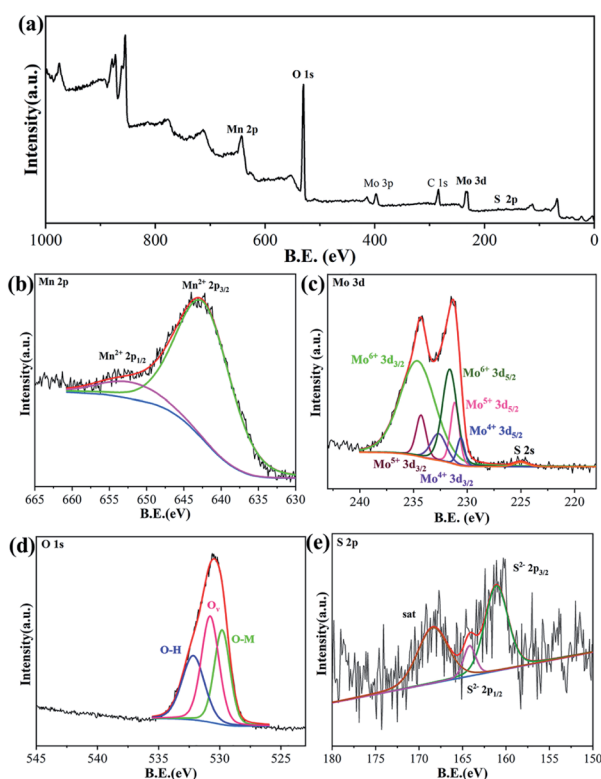 (a)
O 1s
Mn 2p
Mo 3p
C 1s
Mo 3d
S 2p
Intensity(a.u.)
1000 800 600 400 200 0
B.E. (eV)
(b)
Mn 2p
Mn²⁺ 2p₃/₂
Mn²⁺ 2p₁/₂
Intensity(a.u.)
665 660 655 650 645 640 635 630
B.E.(eV)
(c)
Mo 3d
Mo⁶⁺ 3d₃/₂
Mo⁶⁺ 3d₅/₂
Mo⁵⁺ 3d₅/₂
Mo⁴⁺ 3d₅/₂
S 2s
Mo⁵⁺ 3d₃/₂
Mo⁴⁺ 3d₃/₂
Intensity(a.u.)
240 235 230 225 220
B.E. (eV)
(d)
O 1s
Oᵥ
O-H
O-M
Intensity(a.u.)
545 540 535 530 525
B.E.(eV)
(e)
S 2p
S²⁻ 2p₃/₂
sat
S²⁻ 2p₁/₂
Intensity(a.u.)
180 175 170 165 160 155 150
B.E.(eV)